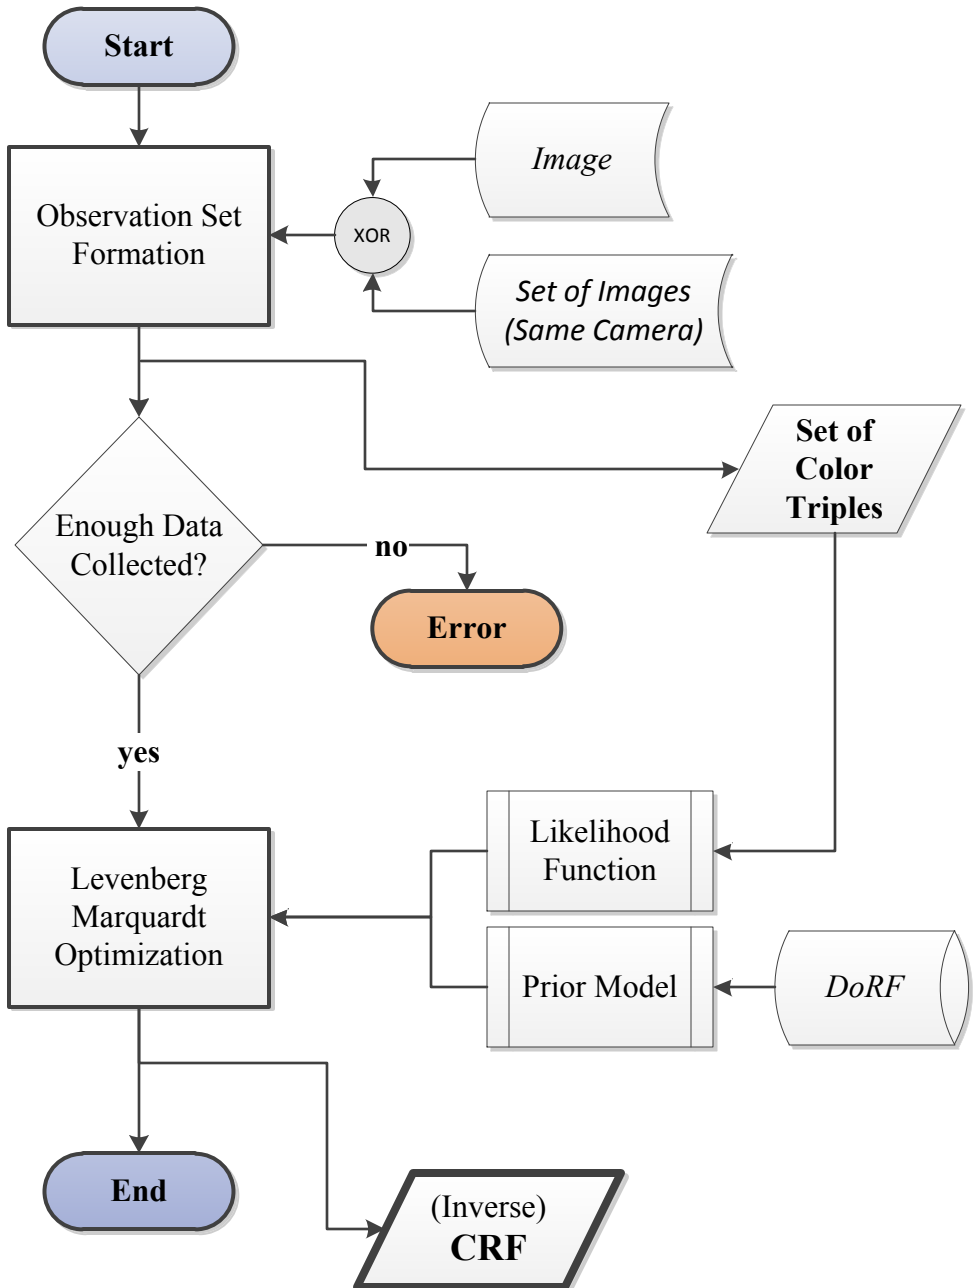 Start
Image
Observation Set
Formation
XOR
Set of Images
(Same Camera)
Set of
Color
Triples
Enough Data
Collected?
no
Error
yes
Likelihood
Function
Levenberg
Marquardt
Optimization
Prior Model
DoRF
End
(Inverse)
CRF